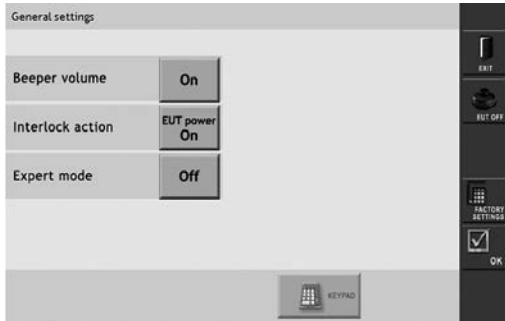 General settings
EXIT
Beeper volume
On
EUT OFF
Interlock action
EUT power
On
Expert mode
Off
FACTORY
SETTINGS
OK
KEYPAD